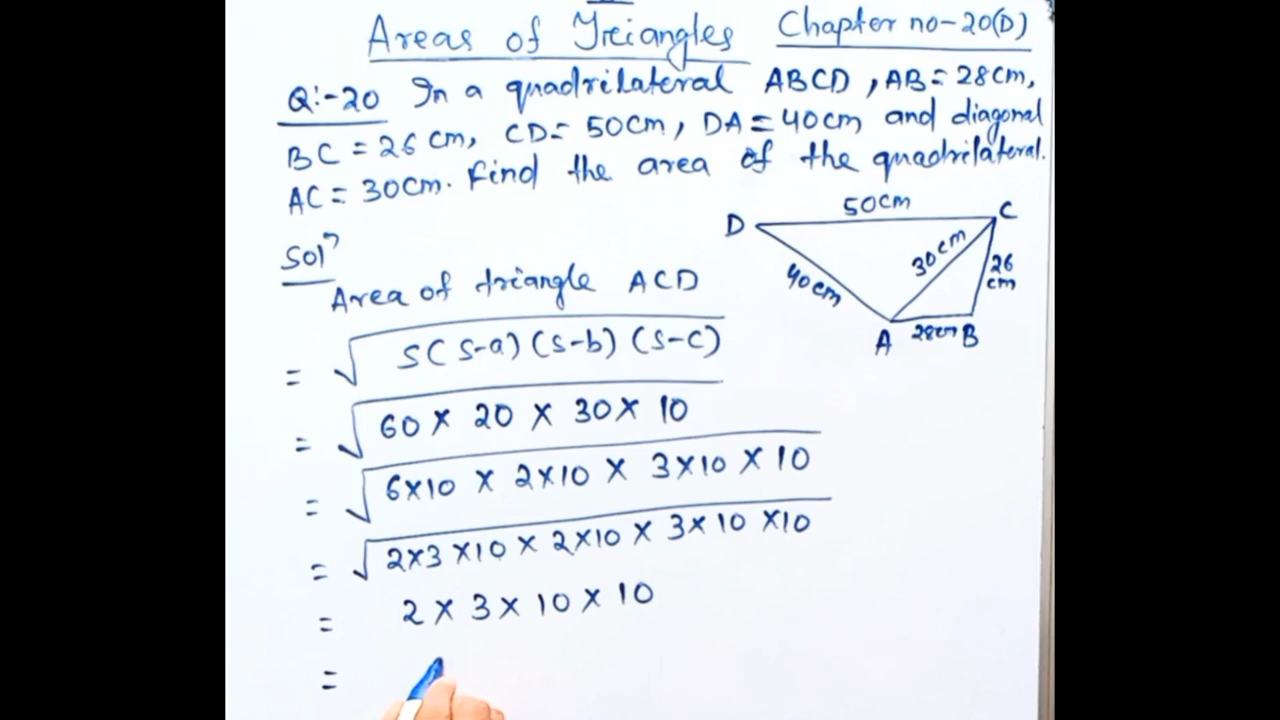 Areas of Treiangles Chapter no-20(D)
Q:-20 In a quadrilateral ABCD, AB = 28cm,
BC = 26 cm, CD = 50cm, DA = 40cm and diagonal
AC = 30cm. Find the area of the quadrilateral.
Solⁿ
50cm
D
C
30cm
40cm
26
cm
A
28cm
B
Area of triangle ACD
= √S(S-a)(S-b)(S-c)
= √60 × 20 × 30 × 10
= √6×10 × 2×10 × 3×10 × 10
= √2×3×10 × 2×10 × 3×10 ×10
= 2 × 3 × 10 × 10
=